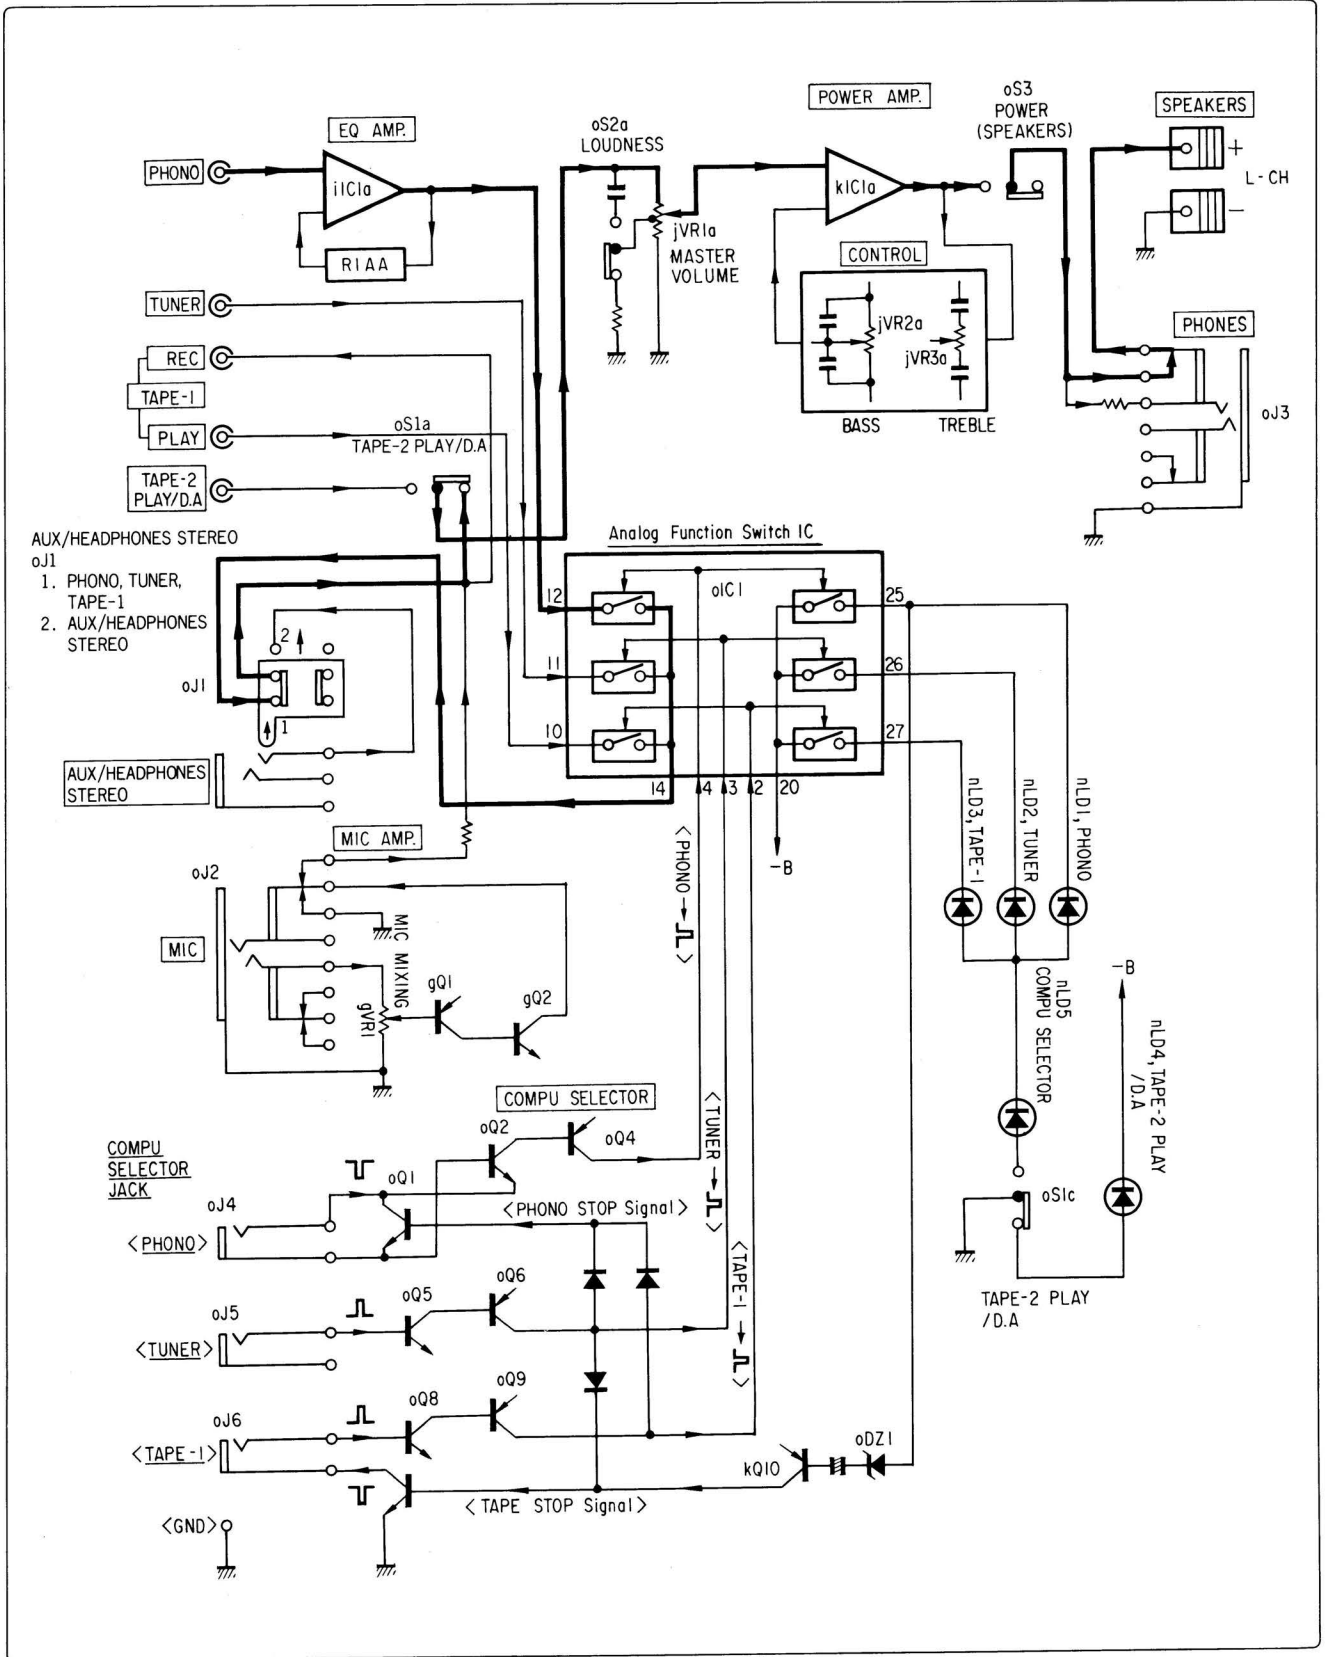 oS3
POWER
(SPEAKERS)
POWER AMP.
SPEAKERS
EQ AMP.
oS2a
LOUDNESS
+
L-CH
-
PHONO
i1C1a
k1C1a
jVR1a
MASTER
VOLUME
CONTROL
RIAA
TUNER
jVR2a
jVR3a
PHONES
REC
TAPE-1
PLAY
oS1a
TAPE-2 PLAY/D.A
BASS
TREBLE
oJ3
TAPE-2
PLAY/D.A
AUX/HEADPHONES STEREO
oJ1
1. PHONO, TUNER,
TAPE-1
2. AUX/HEADPHONES
STEREO
Analog Function Switch IC
oIC1
12
25
11
26
10
27
14
4
3
2
20
2
oJ1
1
AUX/HEADPHONES
STEREO
-B
<PHONO→ >
nLD3,TAPE-1
nLD2,TUNER
nLD1,PHONO
MIC AMP.
oJ2
MIC
MIC MIXING
gVR1
gQ1
gQ2
nLD5
COMPU SELECTOR
-B
nLD4,TAPE-2 PLAY
/D.A
COMPU SELECTOR
oQ2
oQ4
<TUNER→ >
COMPU
SELECTOR
JACK
oQ1
oJ4
<PHONO>
<PHONO STOP Signal>
oS1c
TAPE-2 PLAY
/D.A
<TAPE-1→ >
oJ5
<TUNER>
oQ5
oQ6
oJ6
<TAPE-1>
oQ8
oQ9
kQ10
oDZ1
<TAPE STOP Signal>
<GND>